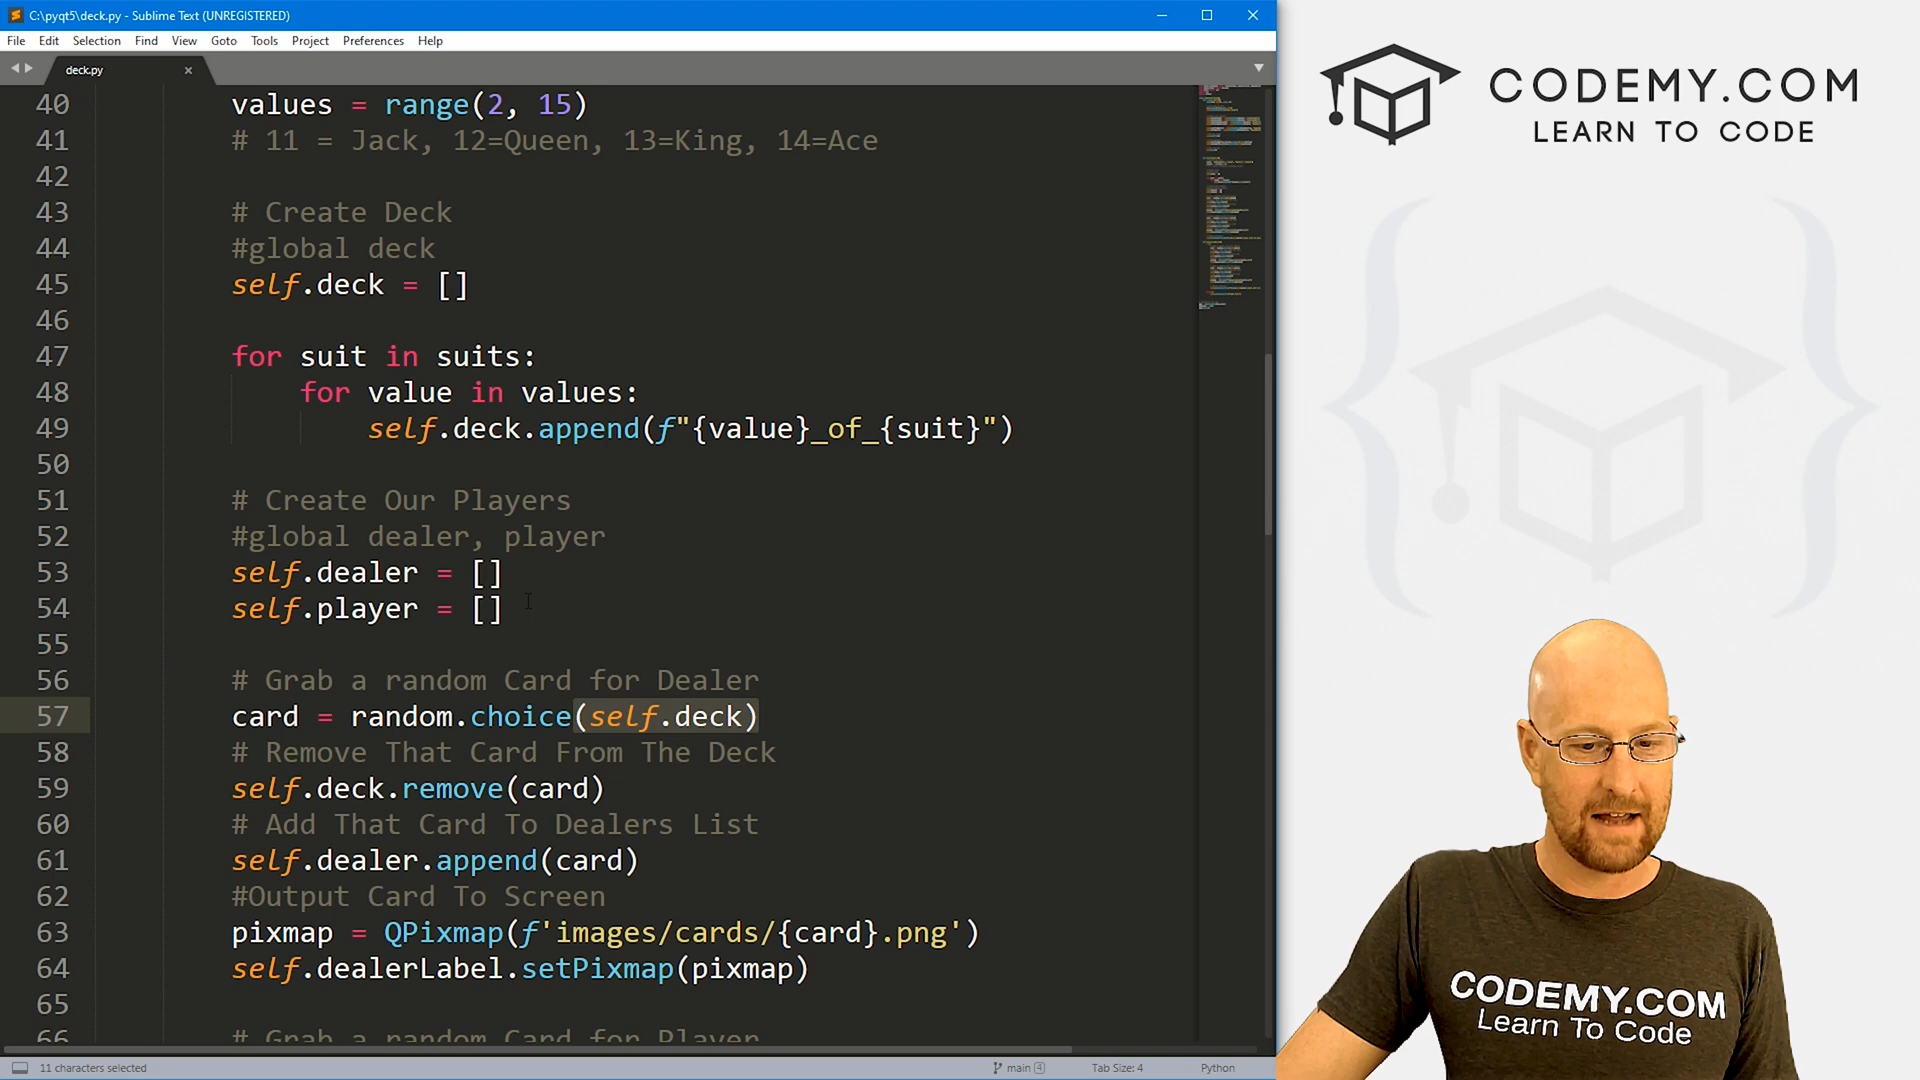 C:\pyqt5\deck.py - Sublime Text (UNREGISTERED)
File Edit Selection Find View Goto Tools Project Preferences Help
deck.py
40 values = range(2, 15)
41 # 11 = Jack, 12=Queen, 13=King, 14=Ace
42
43 # Create Deck
44 #global deck
45 self.deck = []
46
47 for suit in suits:
48 for value in values:
49 self.deck.append(f"{value}_of_{suit}")
50
51 # Create Our Players
52 #global dealer, player
53 self.dealer = []
54 self.player = []
55
56 # Grab a random Card for Dealer
57 card = random.choice(self.deck)
58 # Remove That Card From The Deck
59 self.deck.remove(card)
60 # Add That Card To Dealers List
61 self.dealer.append(card)
62 #Output Card To Screen
63 pixmap = QPixmap(f'images/cards/{card}.png')
64 self.dealerLabel.setPixmap(pixmap)
65
66 # Grab a random Card for Player
11 characters selected
main 4
Tab Size: 4
Python
CODEMY.COM
LEARN TO CODE
CODEMY.COM
Learn To Code